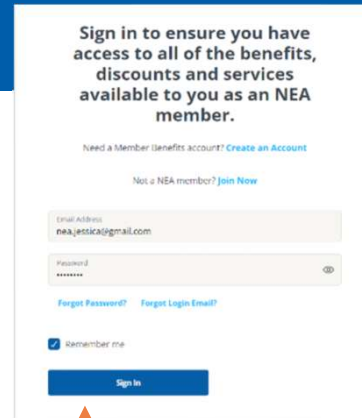 Sign in to ensure you have
access to all of the benefits,
discounts and services
available to you as an NEA
member.
Need a Member Benefits account? Create an Account
Not a NEA member? Join Now
Email Address
nea.jessica@gmail.com
Password
••••••••
Forgot Password? Forgot Login Email?
Remember me
Sign In